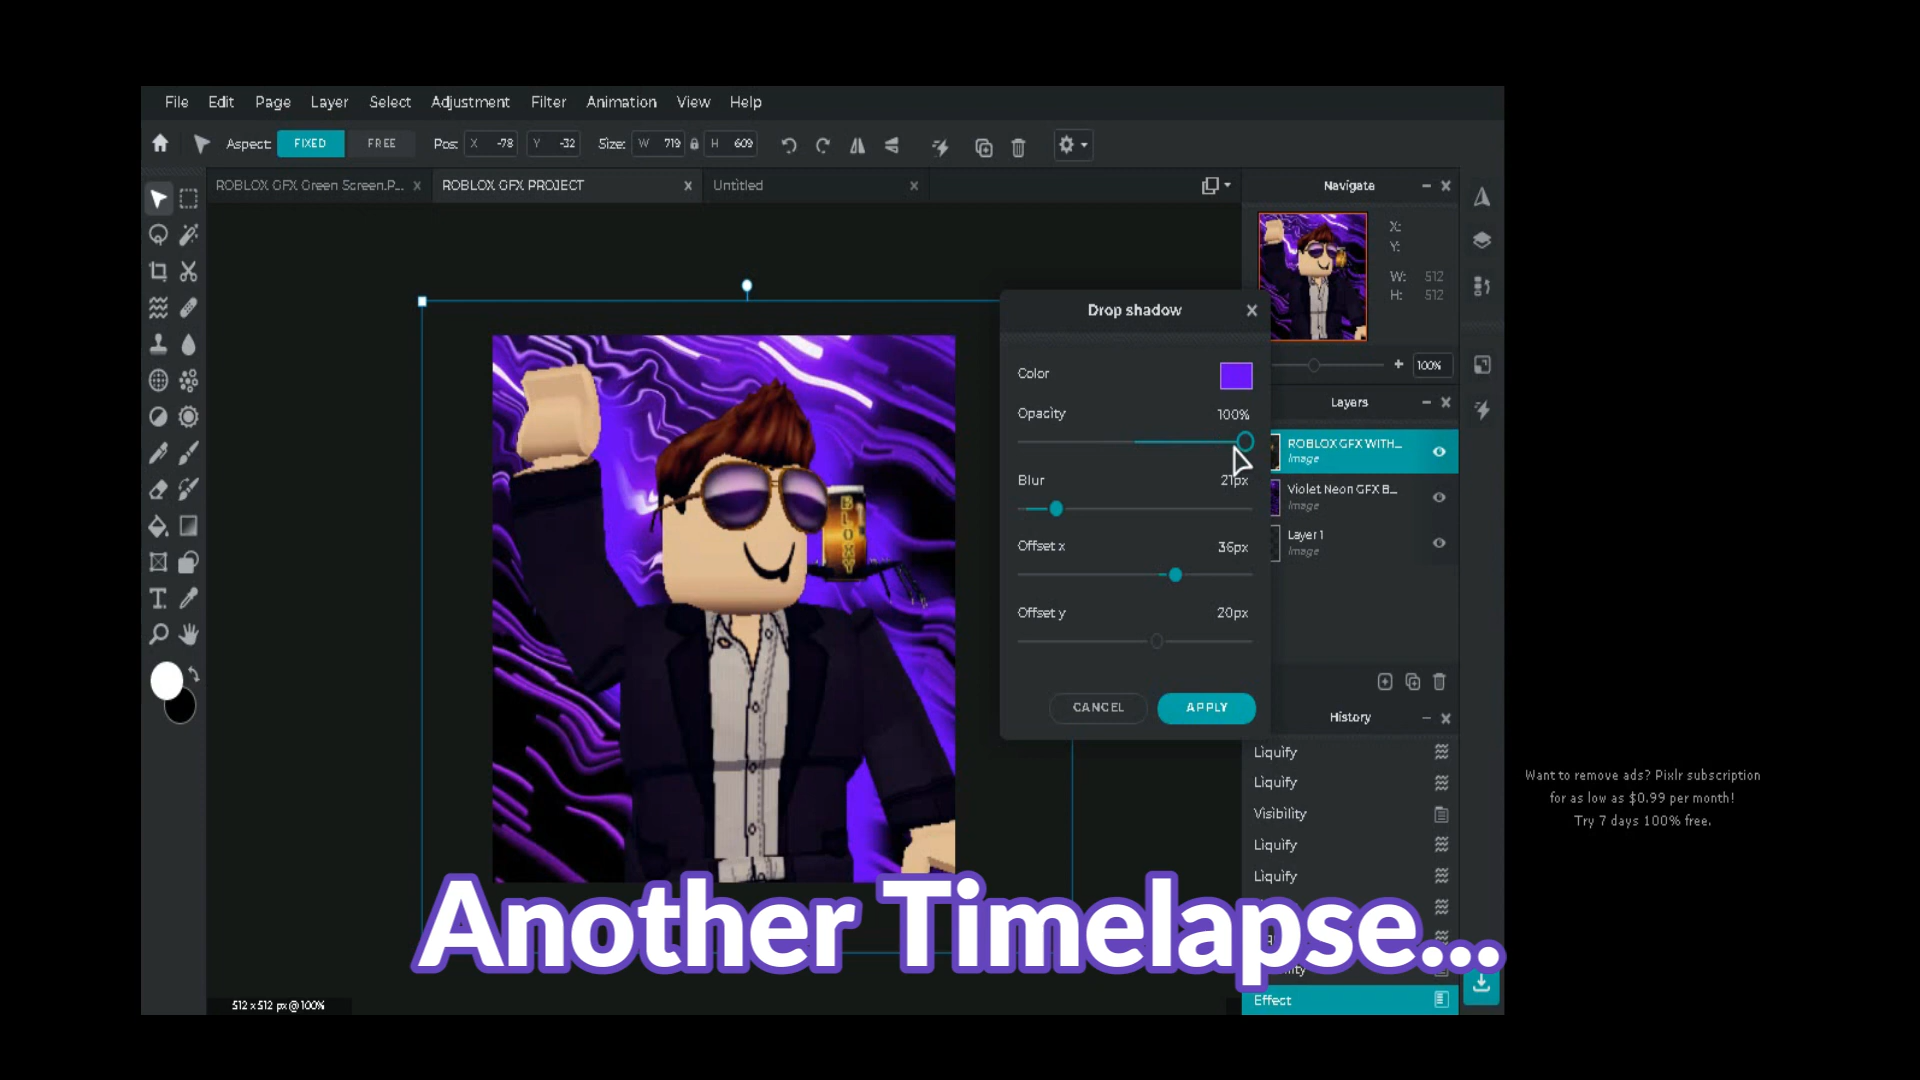 File Edit Page Layer Select Adjustment Filter Animation View Help
Aspect: FIXED FREE Pos: X -78 Y -32 Size: W 719 H 609
ROBLOX GFX Green Screen.P... x ROBLOX GFX PROJECT x Untitled x
Navigate
X:
Y:
W: 512
H: 512
100%
Drop shadow
Color
Opacity 100%
Blur 21px
Offset x 36px
Offset y 20px
CANCEL APPLY
BLOXY
Layers
ROBLOX GFX WITH...
Image
Violet Neon GFX B...
Image
Layer 1
Image
History
Liquify
Liquify
Visibility
Liquify
Liquify
Effect
Another Timelapse...
512 x 512 px @ 100%
Want to remove ads? Pixlr subscription
for as low as $0.99 per month!
Try 7 days 100% free.